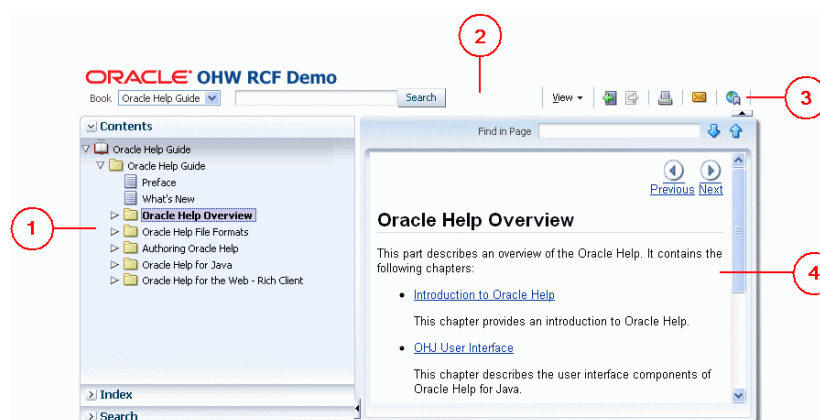 2
ORACLE® OHW RCF Demo
Book Oracle Help Guide Search View 3
Contents
Find in Page
Oracle Help Guide
Oracle Help Guide
Preface
What's New
Oracle Help Overview
Oracle Help File Formats
Authoring Oracle Help
Oracle Help for Java
Oracle Help for the Web - Rich Client
1
Index
Search
Previous Next
Oracle Help Overview
This part describes an overview of the Oracle Help. It contains the
following chapters:
4
• Introduction to Oracle Help
This chapter provides an introduction to Oracle Help.
• OHJ User Interface
This chapter describes the user interface components of
Oracle Help for Java.